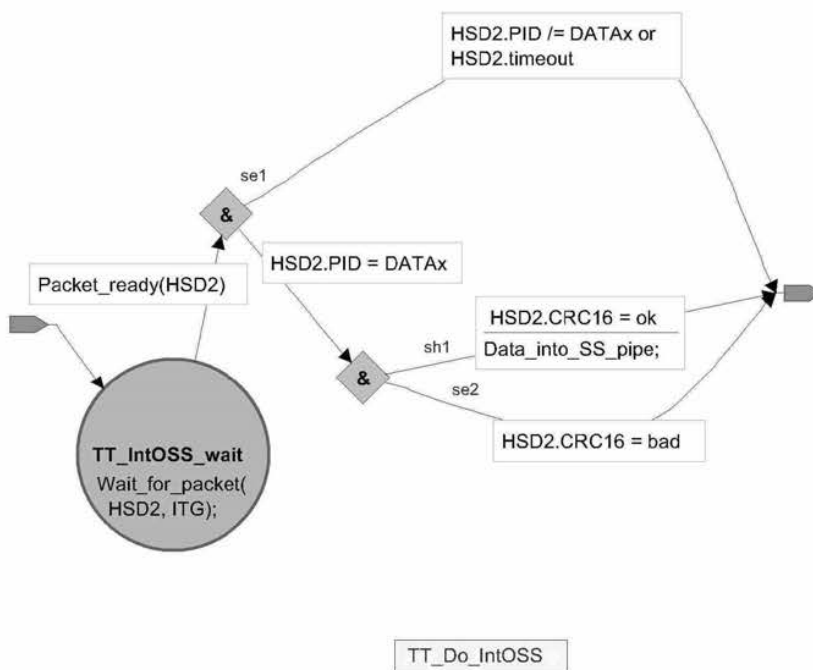 HSD2.PID /= DATAx or
HSD2.timeout
se1
&
HSD2.PID = DATAx
Packet_ready(HSD2)
HSD2.CRC16 = ok
sh1
Data_into_SS_pipe;
&
se2
HSD2.CRC16 = bad
TT_IntOSS_wait
Wait_for_packet(
HSD2, ITG);
TT_Do_IntOSS